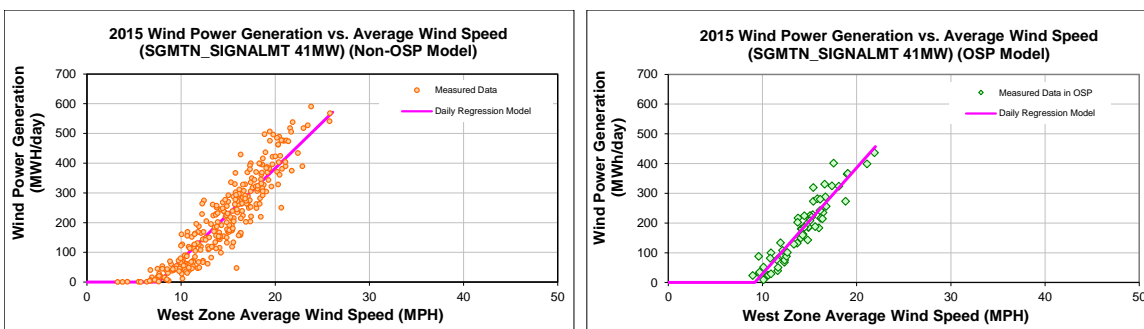 2015 Wind Power Generation vs. Average Wind Speed
(SGMTN_SIGNALMT 41MW) (Non-OSP Model)
Wind Power Generation
(MWH/day)
700
600
500
400
300
200
100
0
Measured Data
Daily Regression Model
0 10 20 30 40 50
West Zone Average Wind Speed (MPH)
2015 Wind Power Generation vs. Average Wind Speed
(SGMTN_SIGNALMT 41MW) (OSP Model)
Wind Power Generation
(MWh/day)
700
600
500
400
300
200
100
0
Measured Data in OSP
Daily Regression Model
0 10 20 30 40 50
West Zone Average Wind Speed (MPH)